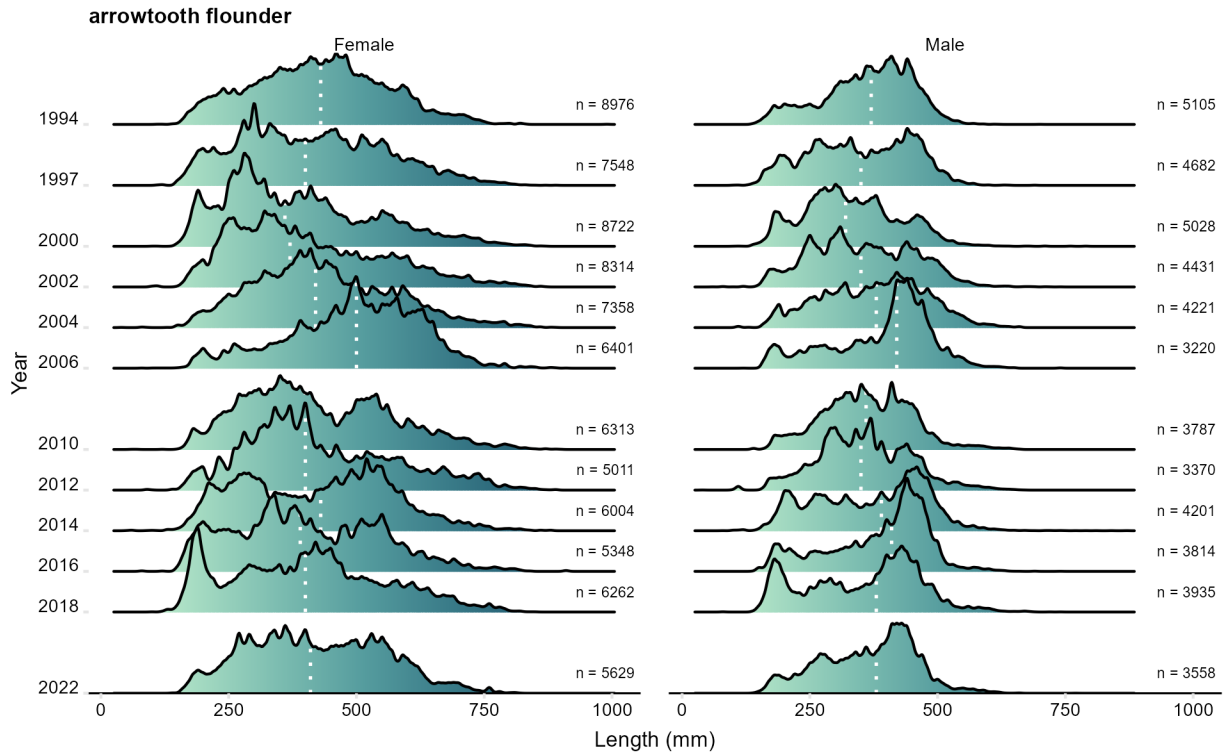 arrowtooth flounder
Female Male
1994 n = 8976 n = 5105
1997 n = 7548 n = 4682
2000 n = 8722 n = 5028
2002 n = 8314 n = 4431
2004 n = 7358 n = 4221
2006 n = 6401 n = 3220
Year
2010 n = 6313 n = 3787
2012 n = 5011 n = 3370
2014 n = 6004 n = 4201
2016 n = 5348 n = 3814
2018 n = 6262 n = 3935
2022 n = 5629 n = 3558
0 250 500 750 1000 0 250 500 750 1000
Length (mm)